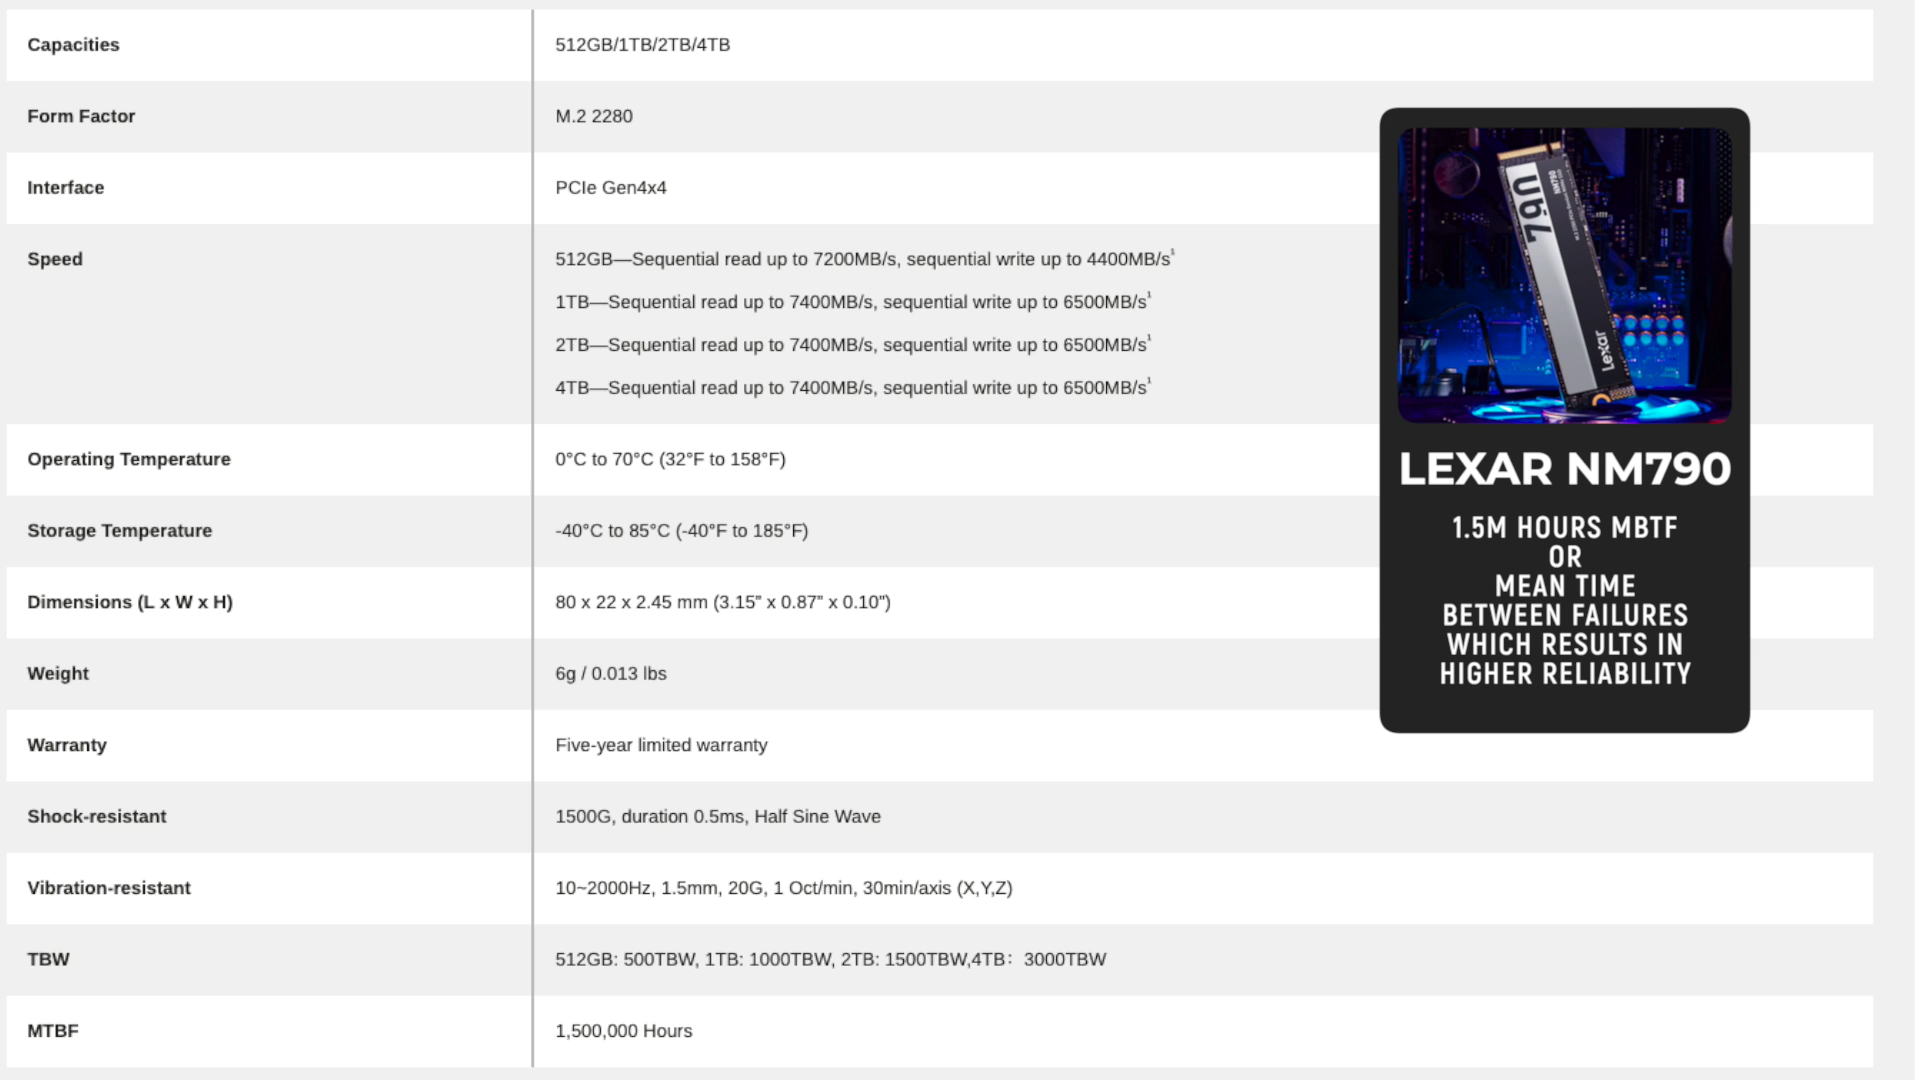 Capacities
512GB/1TB/2TB/4TB
Form Factor
M.2 2280
Interface
PCIe Gen4x4
Speed
512GB—Sequential read up to 7200MB/s, sequential write up to 4400MB/s¹
1TB—Sequential read up to 7400MB/s, sequential write up to 6500MB/s¹
2TB—Sequential read up to 7400MB/s, sequential write up to 6500MB/s¹
4TB—Sequential read up to 7400MB/s, sequential write up to 6500MB/s¹
Operating Temperature
0°C to 70°C (32°F to 158°F)
Storage Temperature
-40°C to 85°C (-40°F to 185°F)
Dimensions (L x W x H)
80 x 22 x 2.45 mm (3.15” x 0.87” x 0.10")
Weight
6g / 0.013 lbs
Warranty
Five-year limited warranty
Shock-resistant
1500G, duration 0.5ms, Half Sine Wave
Vibration-resistant
10~2000Hz, 1.5mm, 20G, 1 Oct/min, 30min/axis (X,Y,Z)
TBW
512GB: 500TBW, 1TB: 1000TBW, 2TB: 1500TBW,4TB：3000TBW
MTBF
1,500,000 Hours
790
NM790
Lexar
LEXAR NM790
1.5M HOURS MBTF
OR
MEAN TIME
BETWEEN FAILURES
WHICH RESULTS IN
HIGHER RELIABILITY